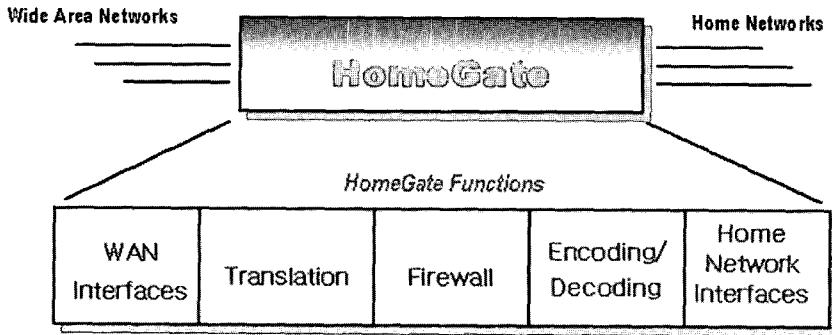 Wide Area Networks
Home Networks
HomeGate
HomeGate Functions
WAN
Interfaces
Translation
Firewall
Encoding/
Decoding
Home
Network
Interfaces